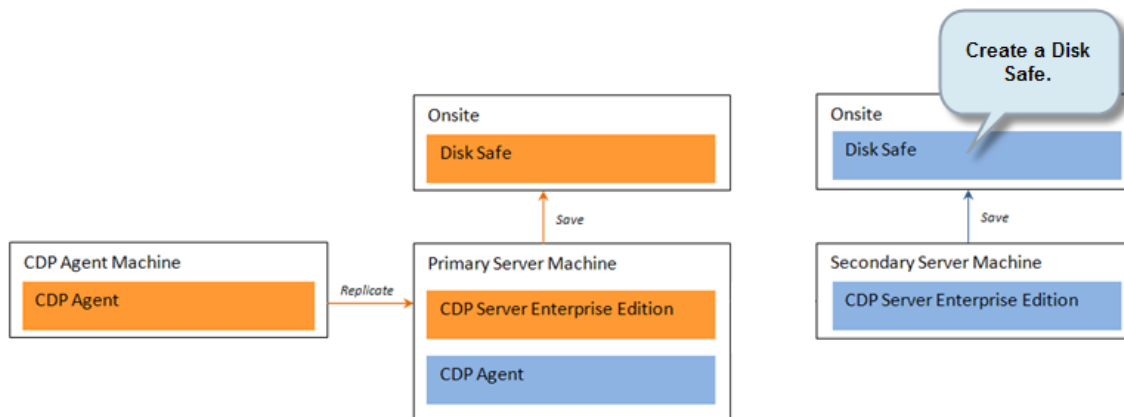 Create a Disk
Safe.
Onsite
Disk Safe
Onsite
Disk Safe
Save
Save
CDP Agent Machine
CDP Agent
Replicate
Primary Server Machine
CDP Server Enterprise Edition
CDP Agent
Secondary Server Machine
CDP Server Enterprise Edition